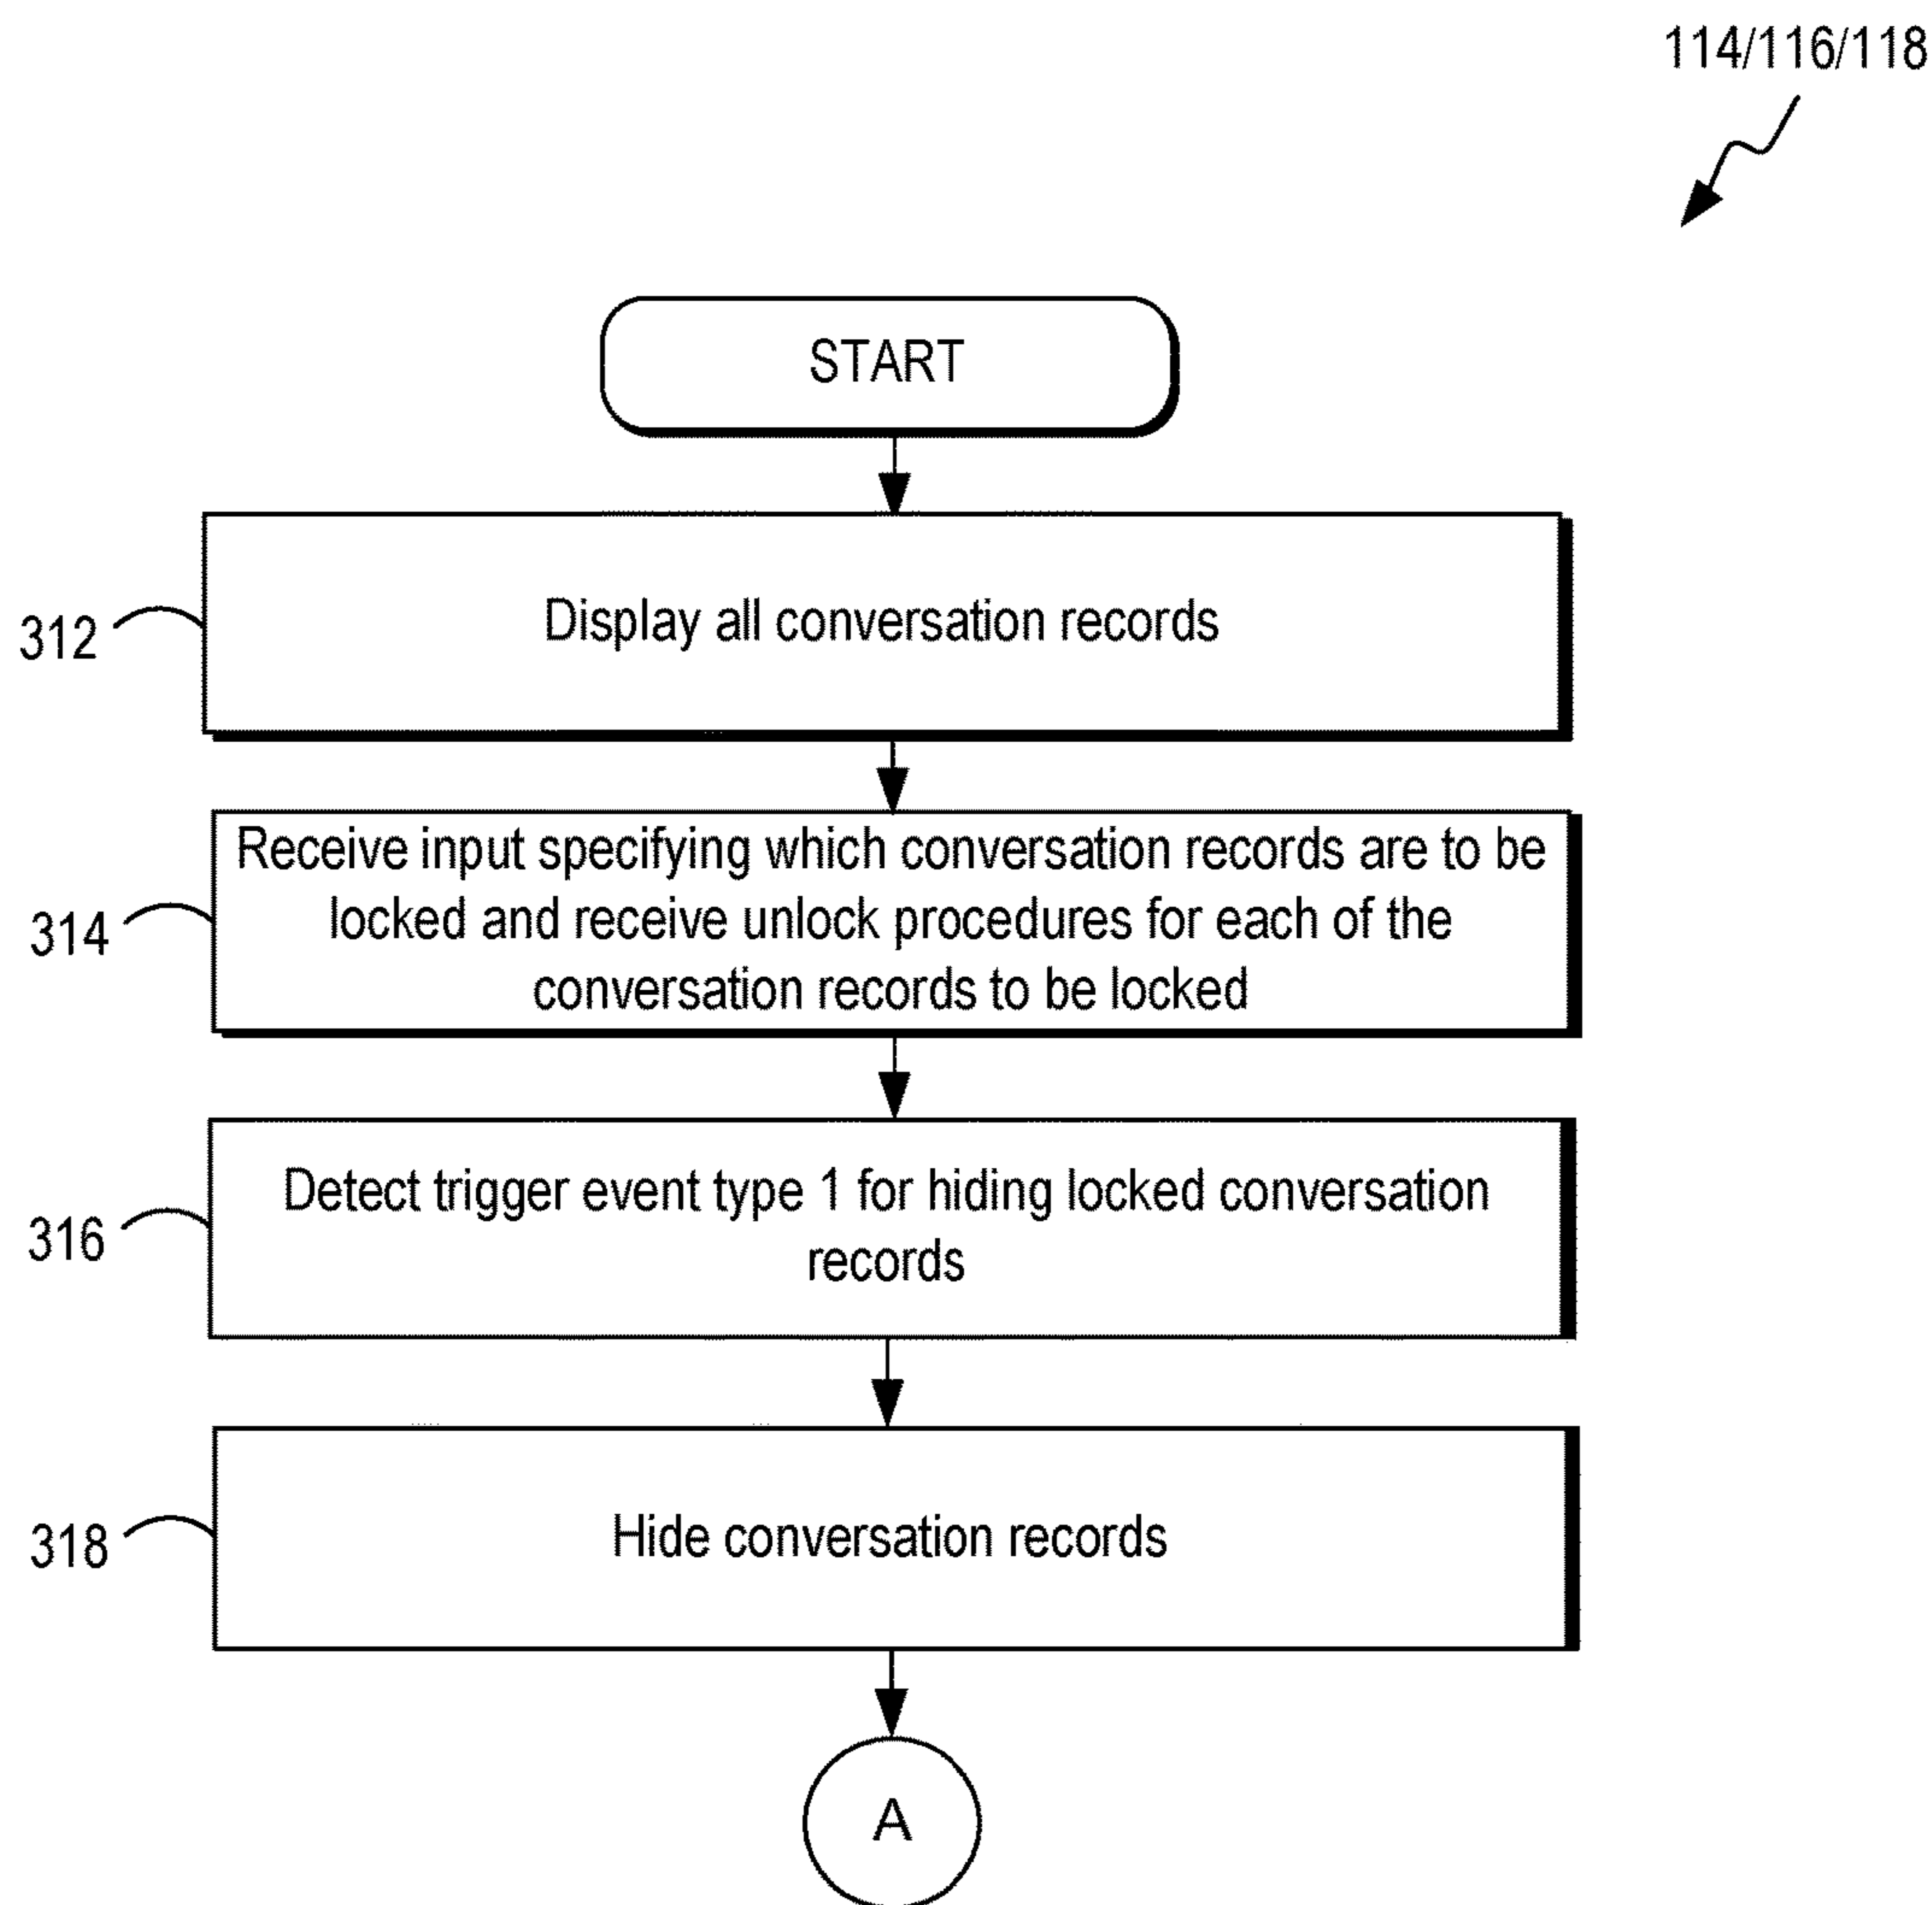 114/116/118
START
312
Display all conversation records
314
Receive input specifying which conversation records are to be
locked and receive unlock procedures for each of the
conversation records to be locked
316
Detect trigger event type 1 for hiding locked conversation
records
318
Hide conversation records
A